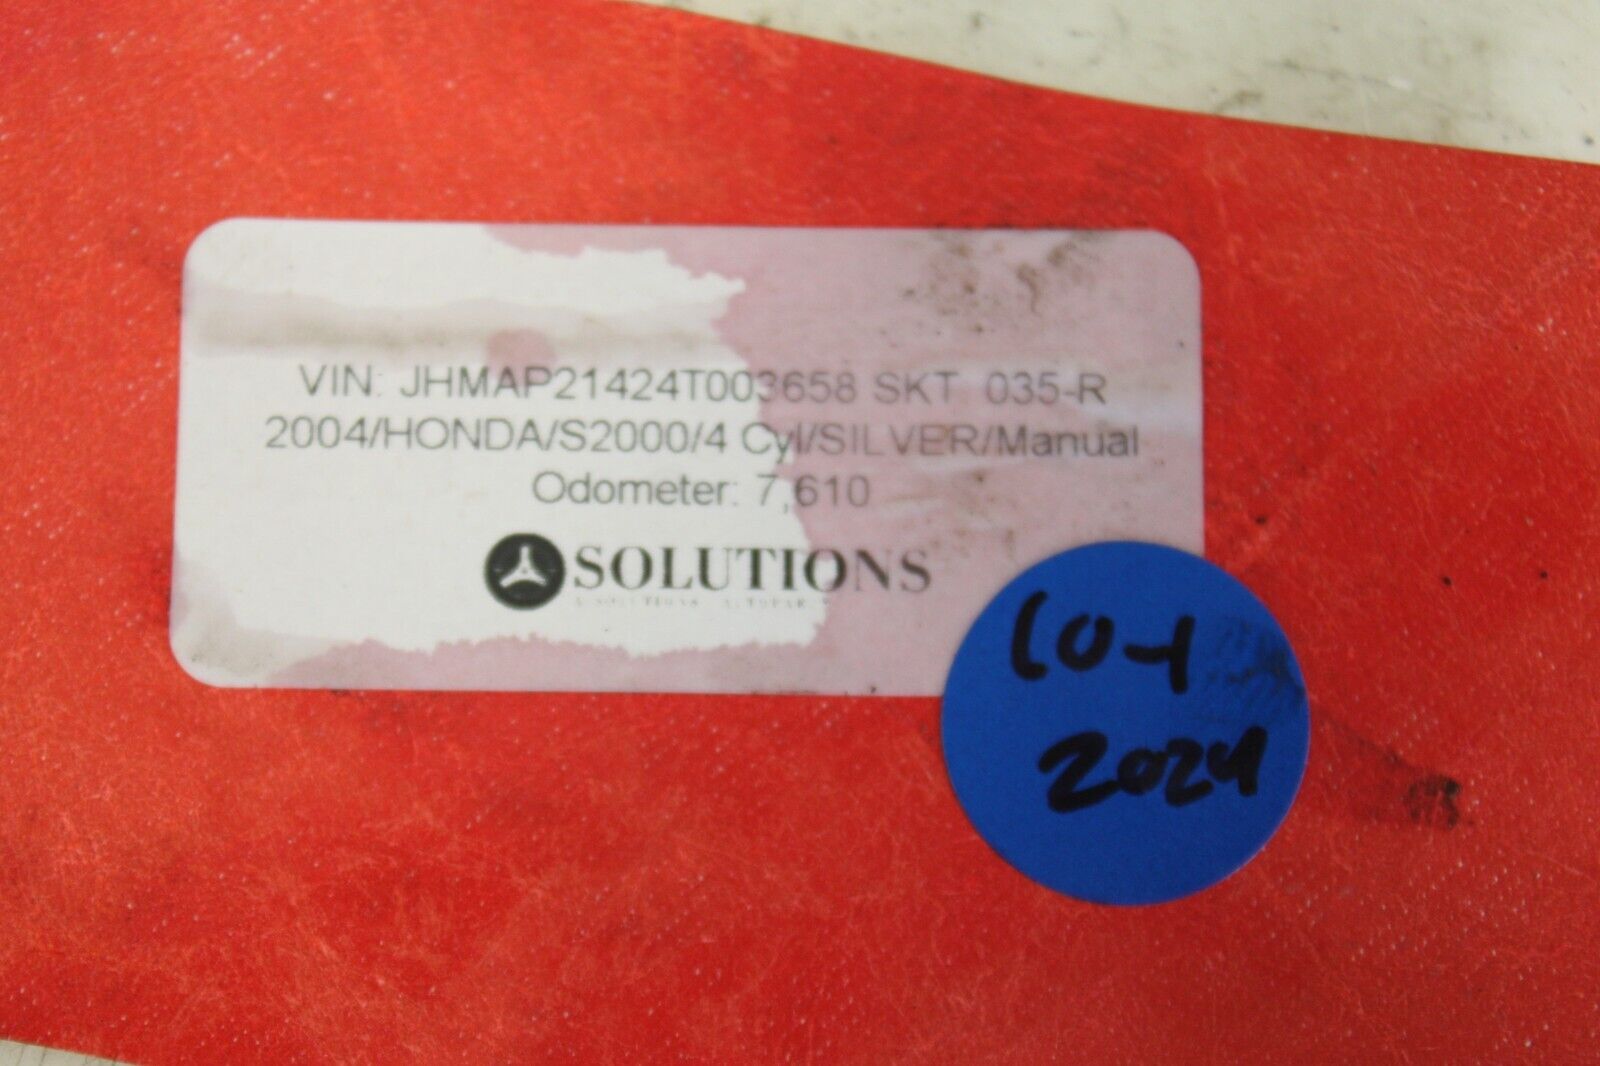 VIN: JHMAP21424T003658 SKT: 035-R
2004/HONDA/S2000/4 Cyl/SILVER/Manual
Odometer: 7,610
SOLUTIONS
10-1
2024